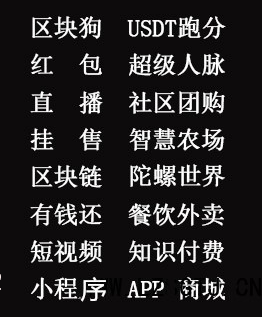 区块狗 USDT跑分
红 包 超级人脉
直 播 社区团购
挂 售 智慧农场
区块链 陀螺世界
有钱还 餐饮外卖
短视频 知识付费
小程序 APP 商城